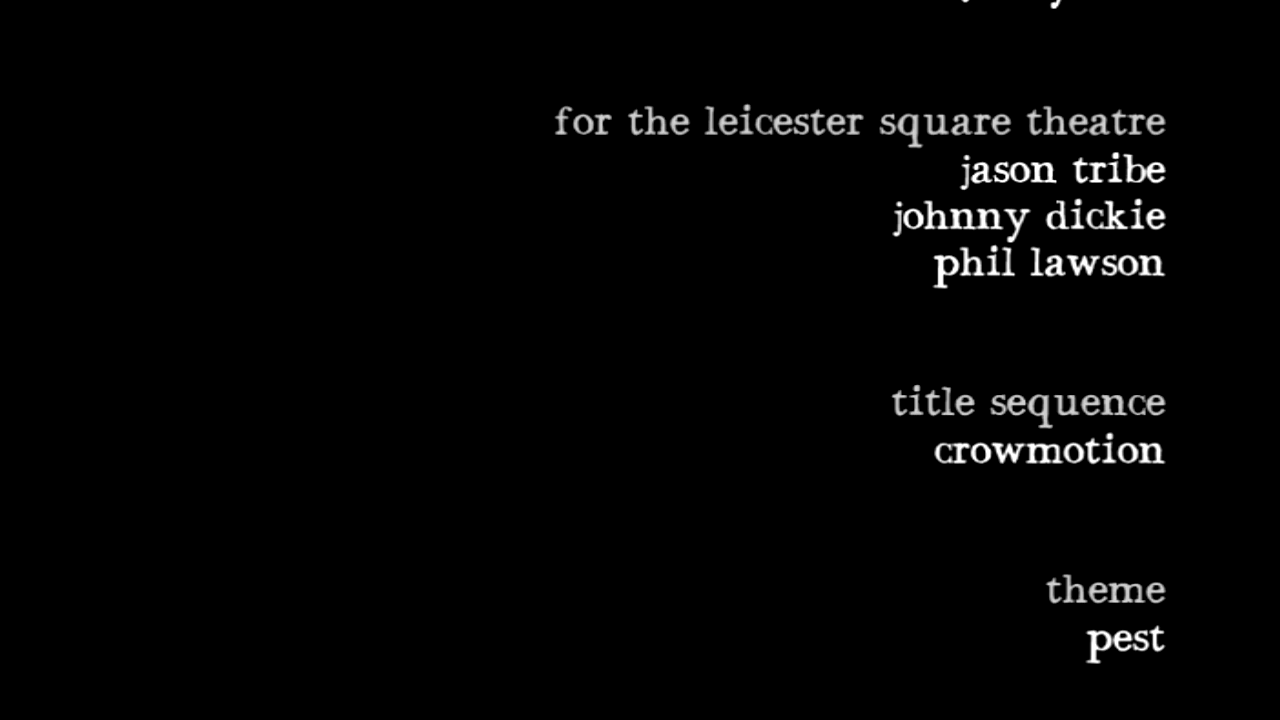 for the leicester square theatre
jason tribe
johnny dickie
phil lawson
title sequence
crowmotion
theme
pest